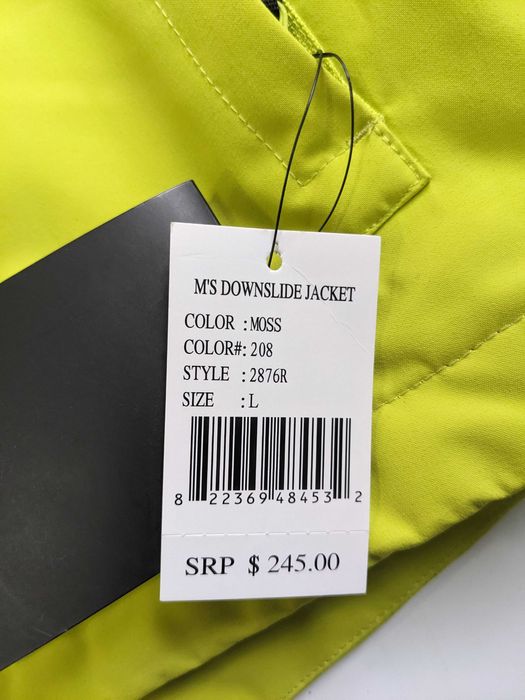 M'S DOWNSLIDE JACKET
COLOR :MOSS
COLOR#:208
STYLE :2876R
SIZE :L
8 22369 48453 2
SRP $ 245.00